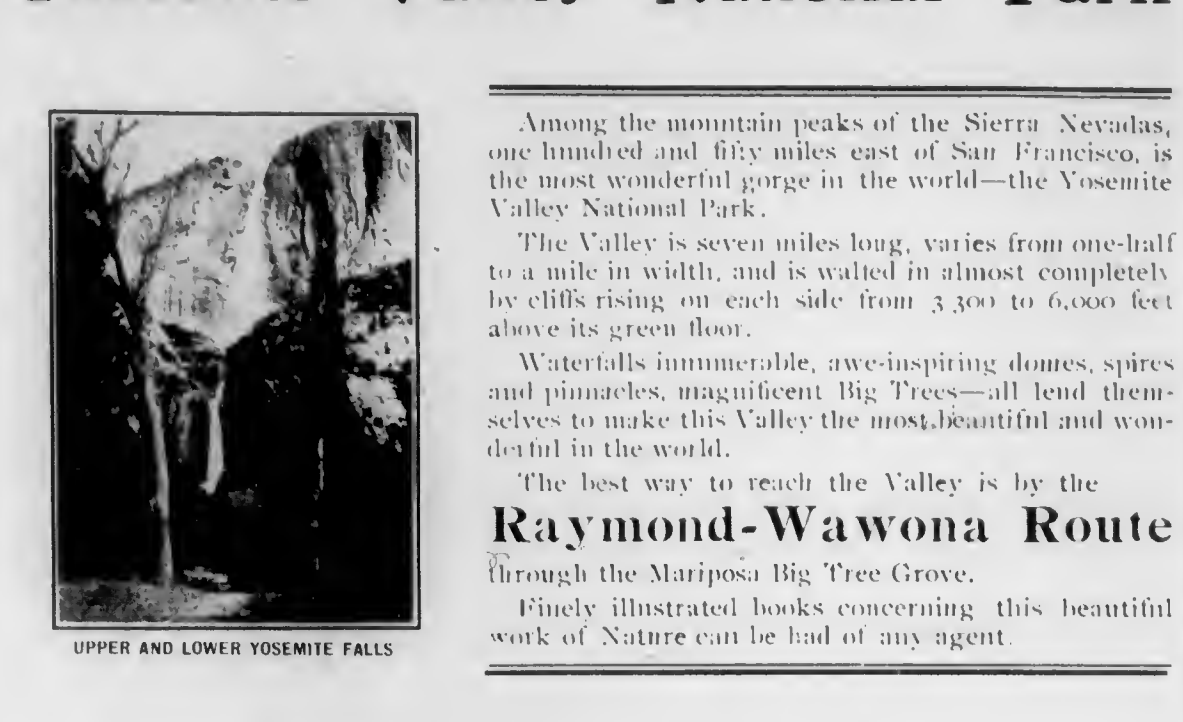 Valley National Park
Among the mountain peaks of the Sierra Nevadas,
one hundred and fifty miles east of San Francisco, is
the most wonderful gorge in the world—the Yosemite
Valley National Park.
The Valley is seven miles long, varies from one-half
to a mile in width, and is walled in almost completely
by cliffs rising on each side from 3,300 to 6,000 feet
above its green floor.
Waterfalls innumerable, awe-inspiring domes, spires
and pinnacles, magnificent Big Trees—all lend them-
selves to make this Valley the most beautiful and won-
derful in the world.
The best way to reach the Valley is by the
Raymond-Wawona Route
through the Mariposa Big Tree Grove.
Finely illustrated books concerning this beautiful
work of Nature can be had of any agent.
UPPER AND LOWER YOSEMITE FALLS